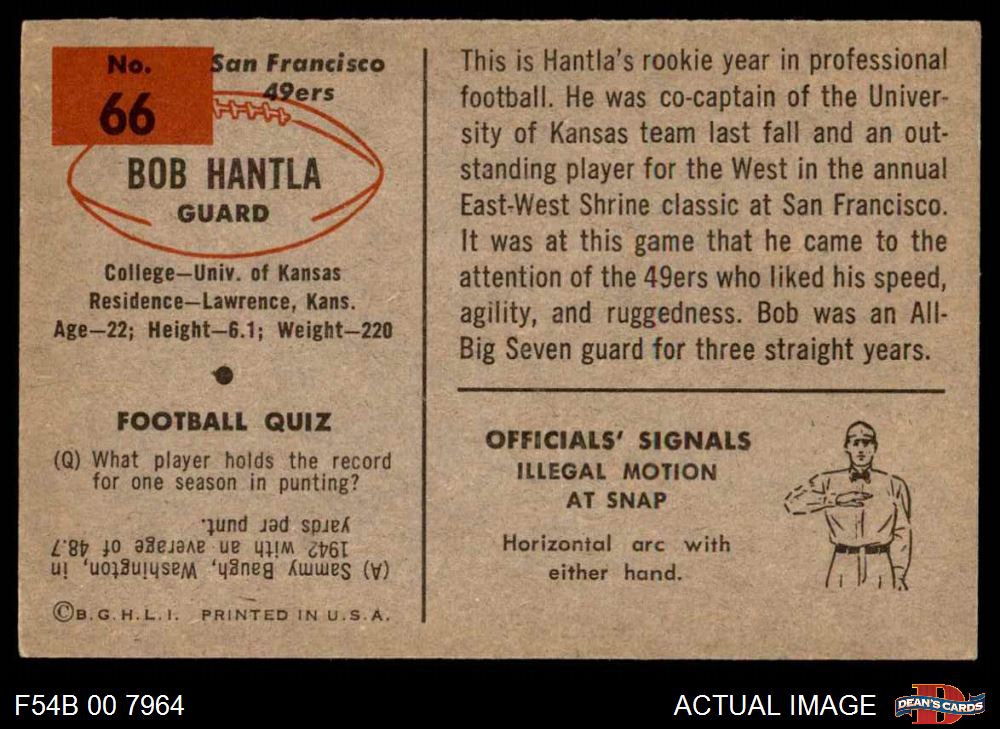 No.
66
San Francisco
49ers
BOB HANTLA
GUARD
College—Univ. of Kansas
Residence—Lawrence, Kans.
Age—22; Height—6.1; Weight—220
FOOTBALL QUIZ
(Q) What player holds the record
for one season in punting?
(A) Sammy Baugh, Washington, in
1942 with an average of 48.7
yards per punt.
©B.G.H.L.I. PRINTED IN U.S.A.
This is Hantla's rookie year in professional
football. He was co-captain of the Univer-
sity of Kansas team last fall and an out-
standing player for the West in the annual
East-West Shrine classic at San Francisco.
It was at this game that he came to the
attention of the 49ers who liked his speed,
agility, and ruggedness. Bob was an All-
Big Seven guard for three straight years.
OFFICIALS' SIGNALS
ILLEGAL MOTION
AT SNAP
Horizontal arc with
either hand.
F54B 00 7964
ACTUAL IMAGE
DEAN'S CARDS